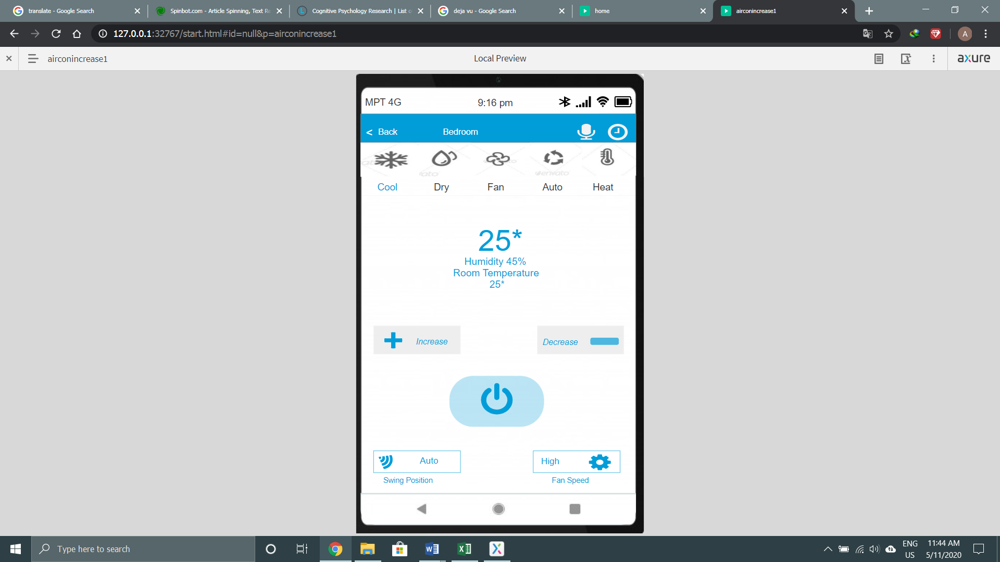 translate - Google Search
Spinbot.com - Article Spinning, Text Re
Cognitive Psychology Research | List o
deja vu - Google Search
home
airconincrease1
127.0.0.1:32767/start.html#id=null&p=airconincrease1
A
airconincrease1
Local Preview
axure
MPT 4G
9:16 pm
< Back
Bedroom
envato
Cool
Dry
Fan
Auto
Heat
25*
Humidity 45%
Room Temperature
25*
Increase
Decrease
Auto
High
Swing Position
Fan Speed
Type here to search
ENG
US
11:44 AM
5/11/2020